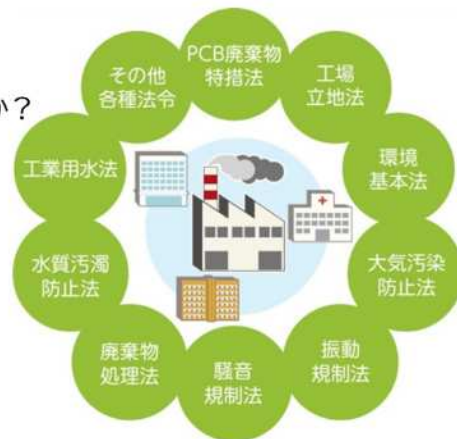 か？
PCB廃棄物
特措法
工場
立地法
環境
基本法
大気汚染
防止法
振動
規制法
騒音
規制法
廃棄物
処理法
水質汚濁
防止法
工業用水法
その他
各種法令